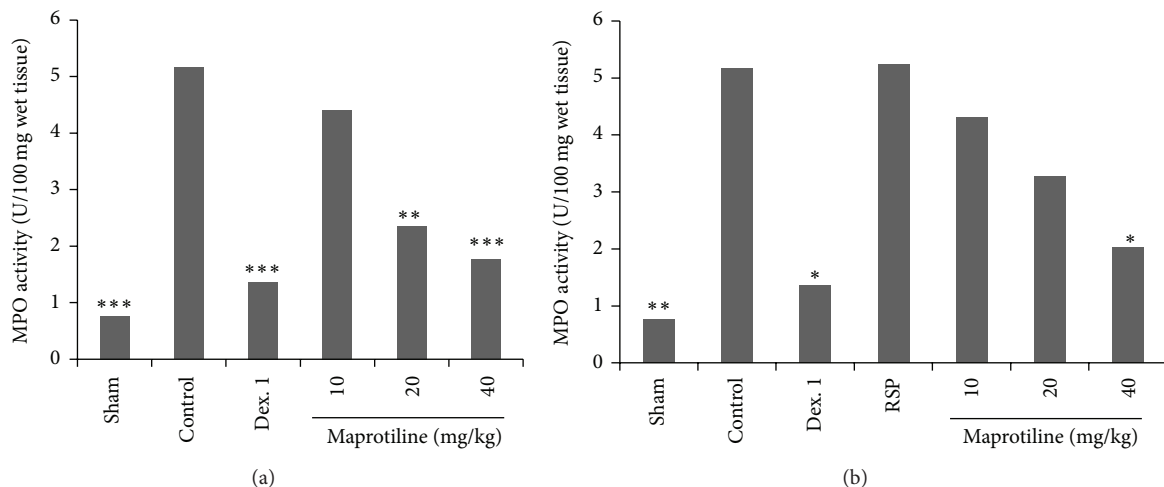 MPO activity (U/100 mg wet tissue)
6
5
4
3
2
1
0
***
***
**
***
Sham
Control
Dex. 1
10
20
40
Maprotiline (mg/kg)
(a)
MPO activity (U/100 mg wet tissue)
6
5
4
3
2
1
0
**
*
*
Sham
Control
Dex. 1
RSP
10
20
40
Maprotiline (mg/kg)
(b)